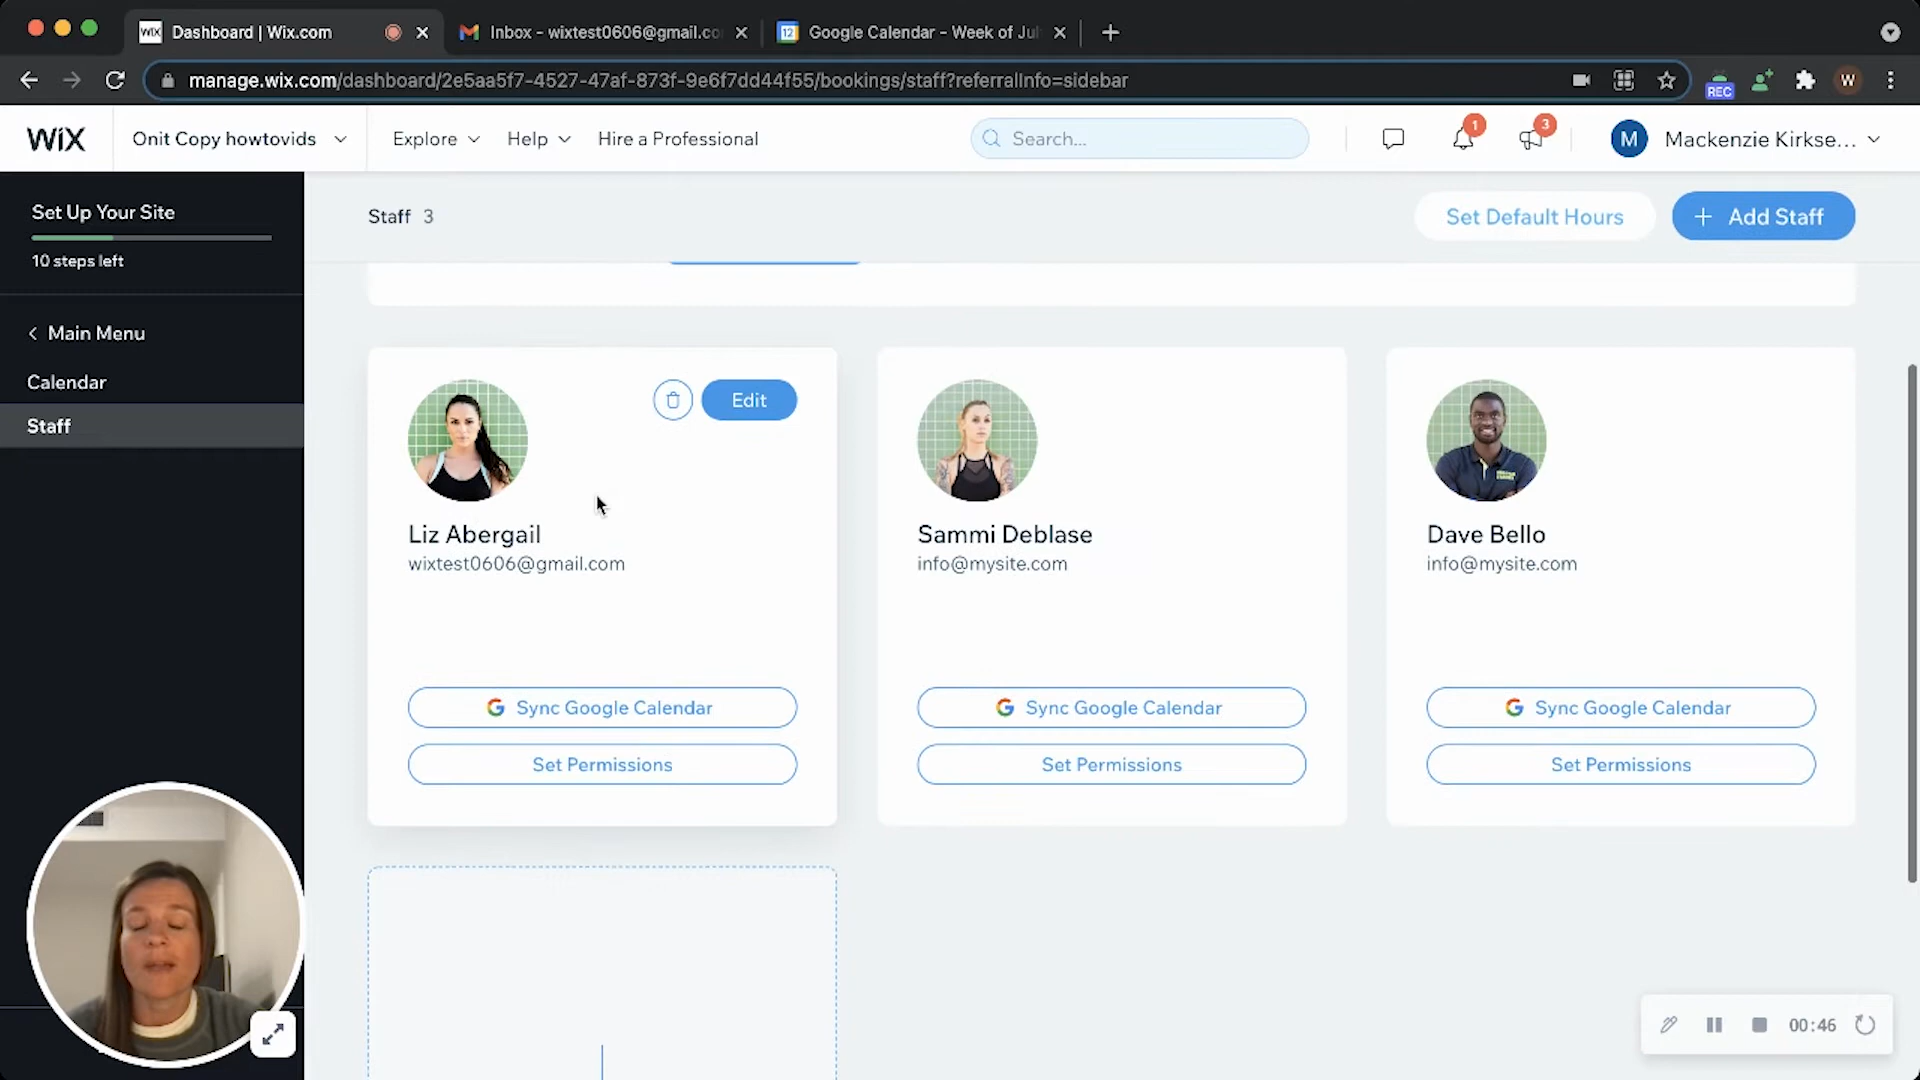 Dashboard | Wix.com
Inbox - wixtest0606@gmail.co
Google Calendar - Week of Jul
manage.wix.com/dashboard/2e5aa5f7-4527-47af-873f-9e6f7dd44f55/bookings/staff?referralInfo=sidebar
REC
W
WiX
Onit Copy howtovids
Explore
Help
Hire a Professional
Search...
1
3
M
Mackenzie Kirkse...
Set Up Your Site
10 steps left
Main Menu
Calendar
Staff
Staff 3
Set Default Hours
+ Add Staff
Edit
Liz Abergail
wixtest0606@gmail.com
Sync Google Calendar
Set Permissions
Sammi Deblase
info@mysite.com
Sync Google Calendar
Set Permissions
Dave Bello
info@mysite.com
Sync Google Calendar
Set Permissions
00:46